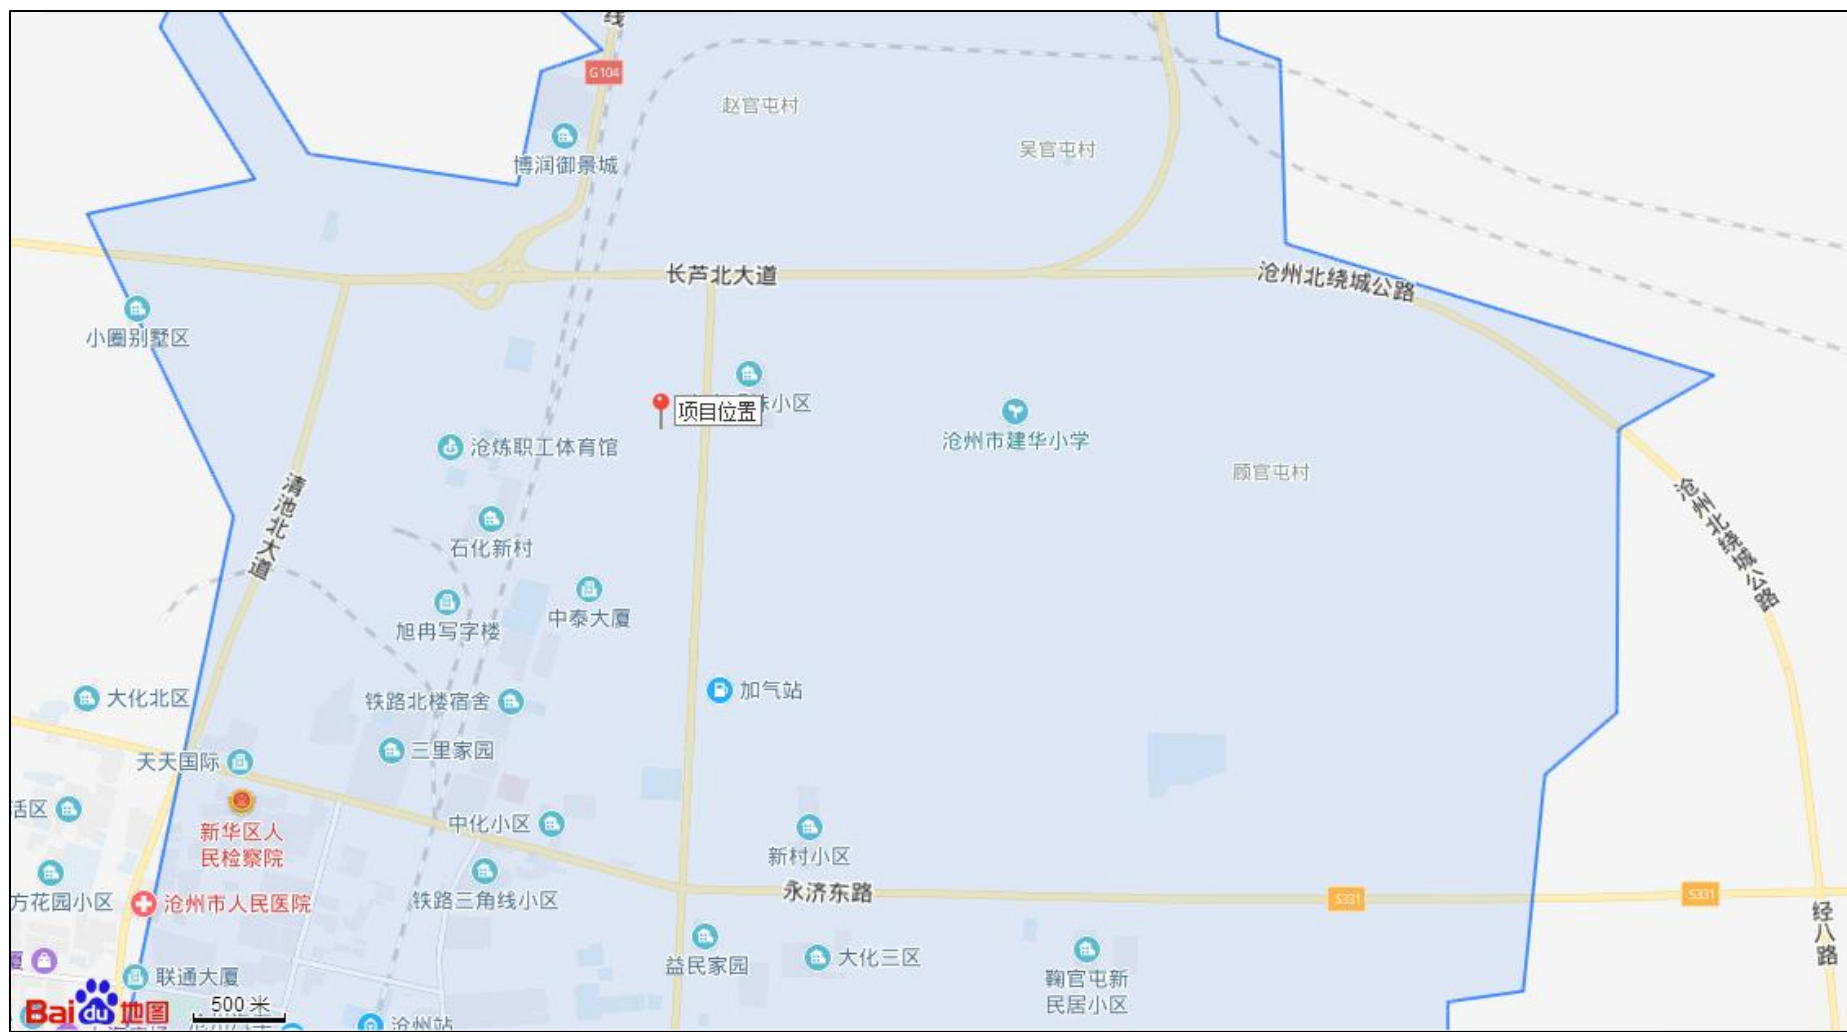 线
G104
赵官屯村
吴官屯村
博润御景城
长芦北大道
沧州北绕城公路
小圈别墅区
项目位置
小区
沧炼职工体育馆
沧州市建华小学
顾官屯村
清池北大道
沧州北绕城公路
石化新村
中泰大厦
旭冉写字楼
大化北区
铁路北楼宿舍
加气站
三里家园
天天国际
活区
新华区人
民检察院
中化小区
新村小区
方花园小区
沧州市人民医院
铁路三角线小区
永济东路
S331
S331
经八路
厦
联通大厦
益民家园
大化三区
鞠官屯新
民居小区
Baidu地图
500 米
沧州站